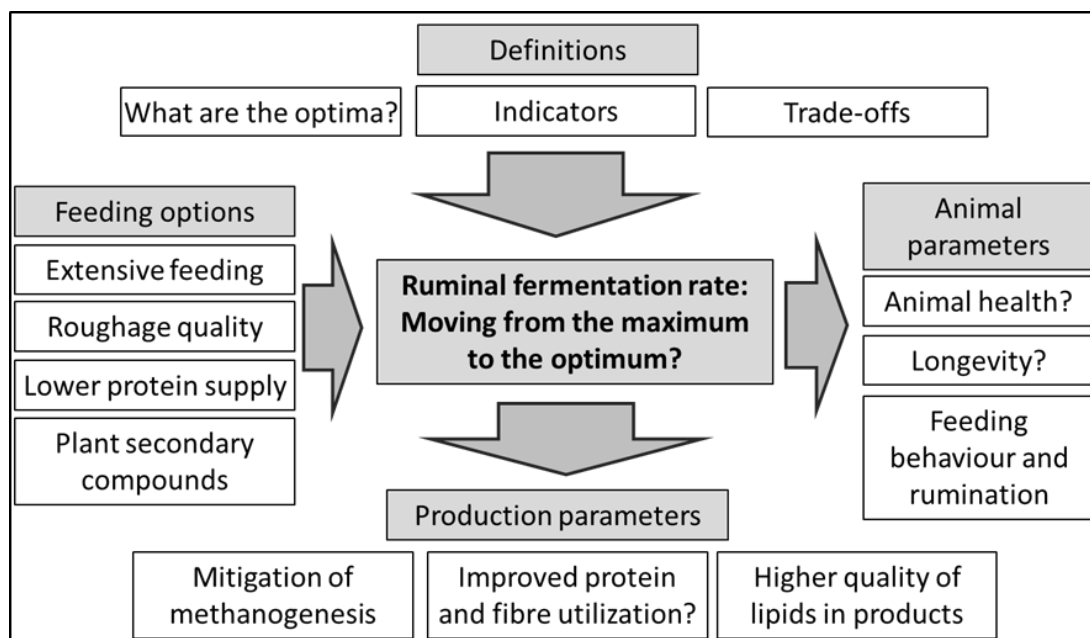 Definitions
What are the optima?
Indicators
Trade-offs
Feeding options
Extensive feeding
Roughage quality
Lower protein supply
Plant secondary
compounds
Ruminal fermentation rate:
Moving from the maximum
to the optimum?
Animal
parameters
Animal health?
Longevity?
Feeding
behaviour and
rumination
Production parameters
Mitigation of
methanogenesis
Improved protein
and fibre utilization?
Higher quality of
lipids in products